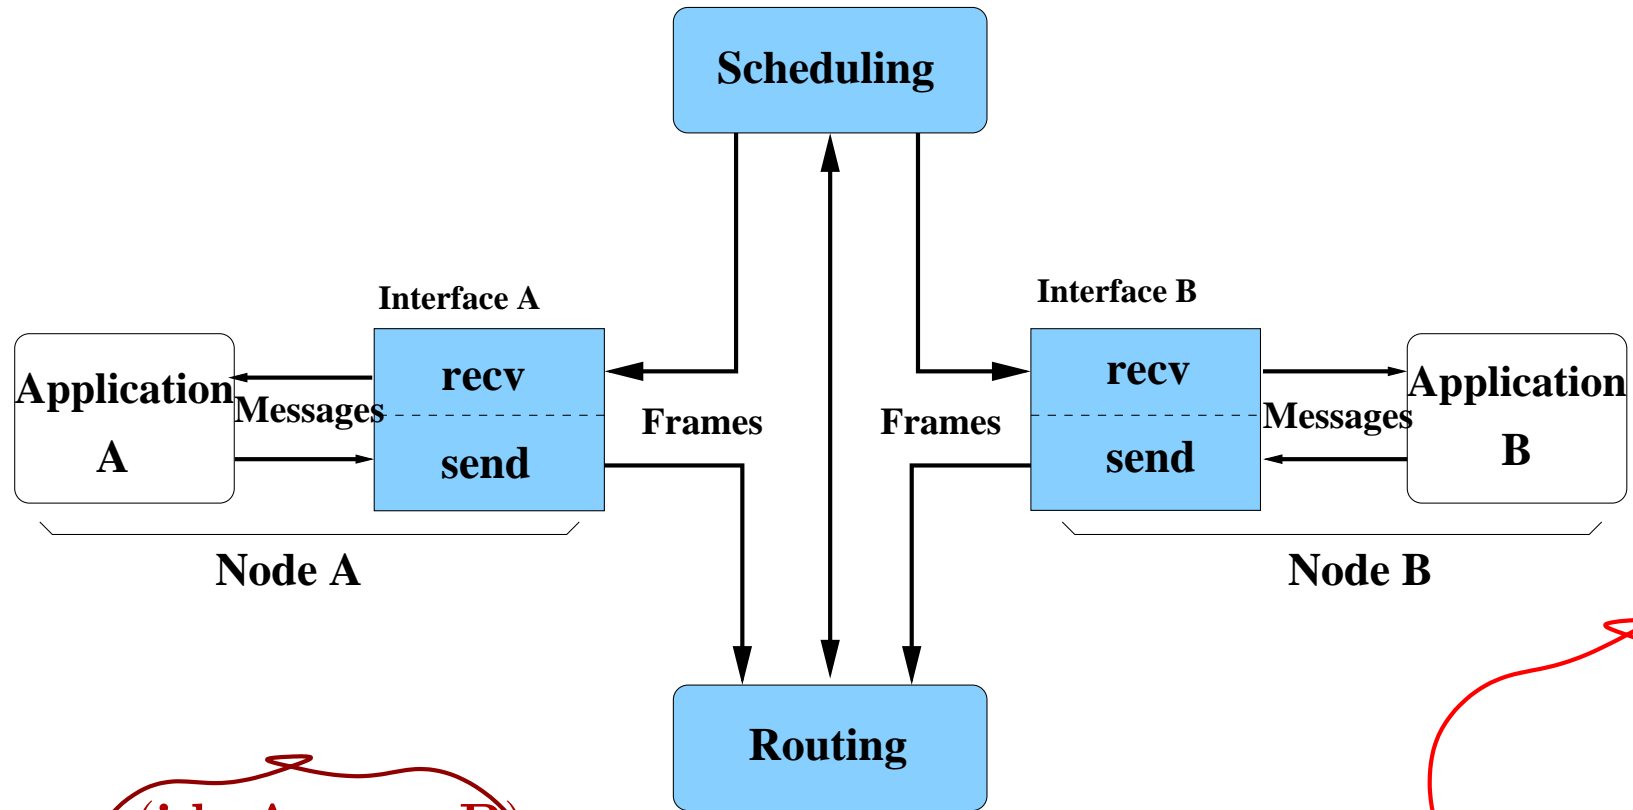 Scheduling
Interface A
Interface B
Application
A
Messages
recv
send
Frames
Frames
recv
send
Messages
Application
B
Node A
Node B
Routing